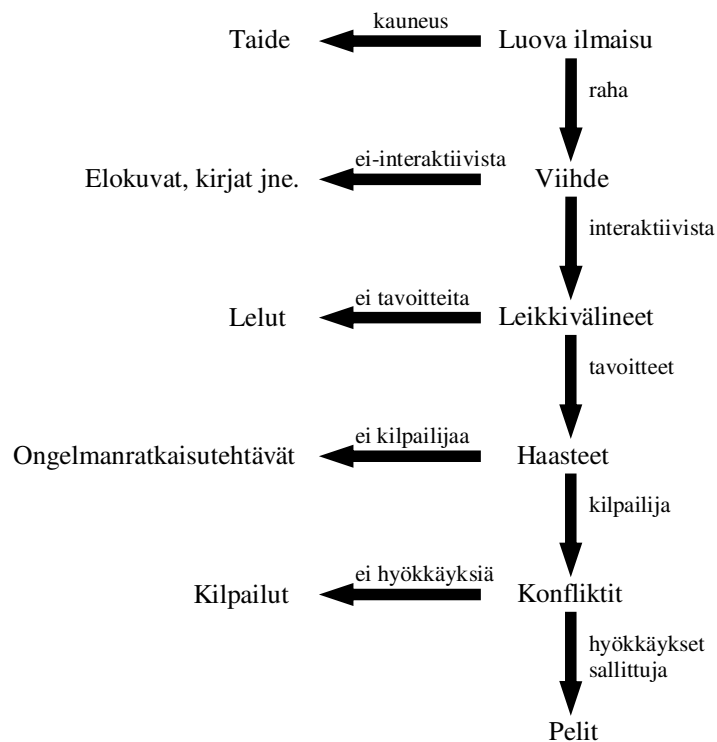 kauneus
Taide
Luova ilmaisu
raha
ei-interaktiivista
Elokuvat, kirjat jne.
Viihde
interaktiivista
ei tavoitteita
Lelut
Leikkivälineet
tavoitteet
ei kilpailijaa
Ongelmanratkaisutehtävät
Haasteet
kilpailija
ei hyökkäyksiä
Kilpailut
Konfliktit
hyökkäykset
sallittuja
Pelit